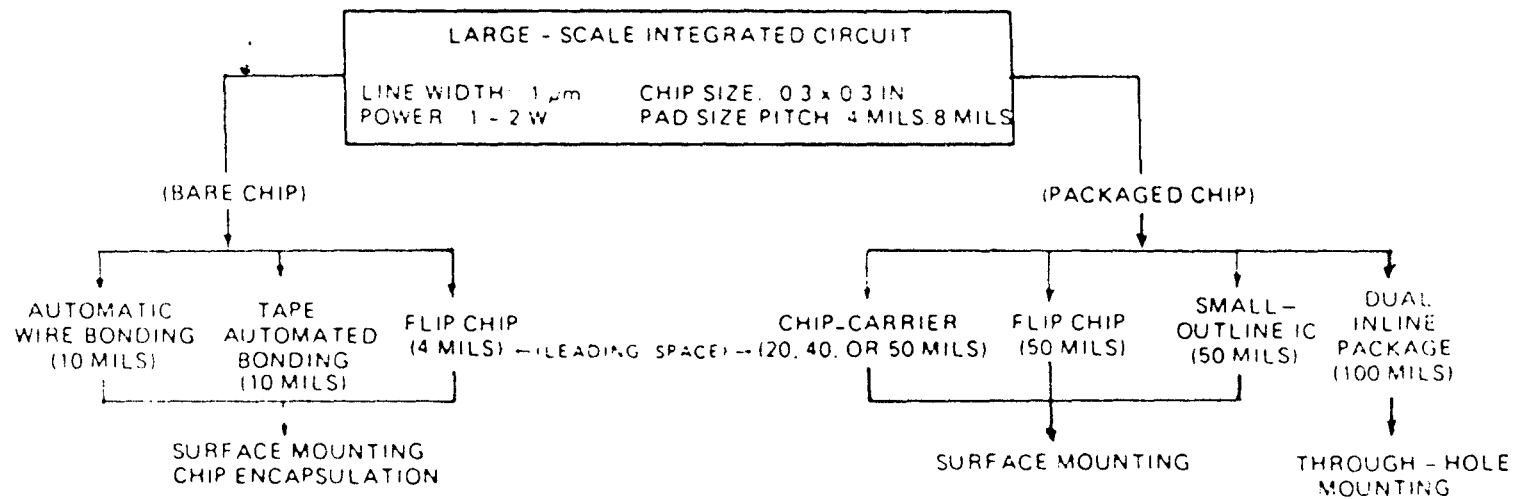 LARGE - SCALE INTEGRATED CIRCUIT
LINE WIDTH: 1 μm CHIP SIZE. 0.3 x 0.3 IN
POWER 1 - 2 W PAD SIZE PITCH 4 MILS. 8 MILS
(BARE CHIP)
(PACKAGED CHIP)
AUTOMATIC
WIRE BONDING
(10 MILS)
TAPE
AUTOMATED
BONDING
(10 MILS)
FLIP CHIP
(4 MILS)
(LEADING SPACE)
CHIP-CARRIER
(20, 40, OR 50 MILS)
FLIP CHIP
(50 MILS)
SMALL-
OUTLINE IC
(50 MILS)
DUAL
INLINE
PACKAGE
(100 MILS)
SURFACE MOUNTING
CHIP ENCAPSULATION
SURFACE MOUNTING
THROUGH - HOLE
MOUNTING